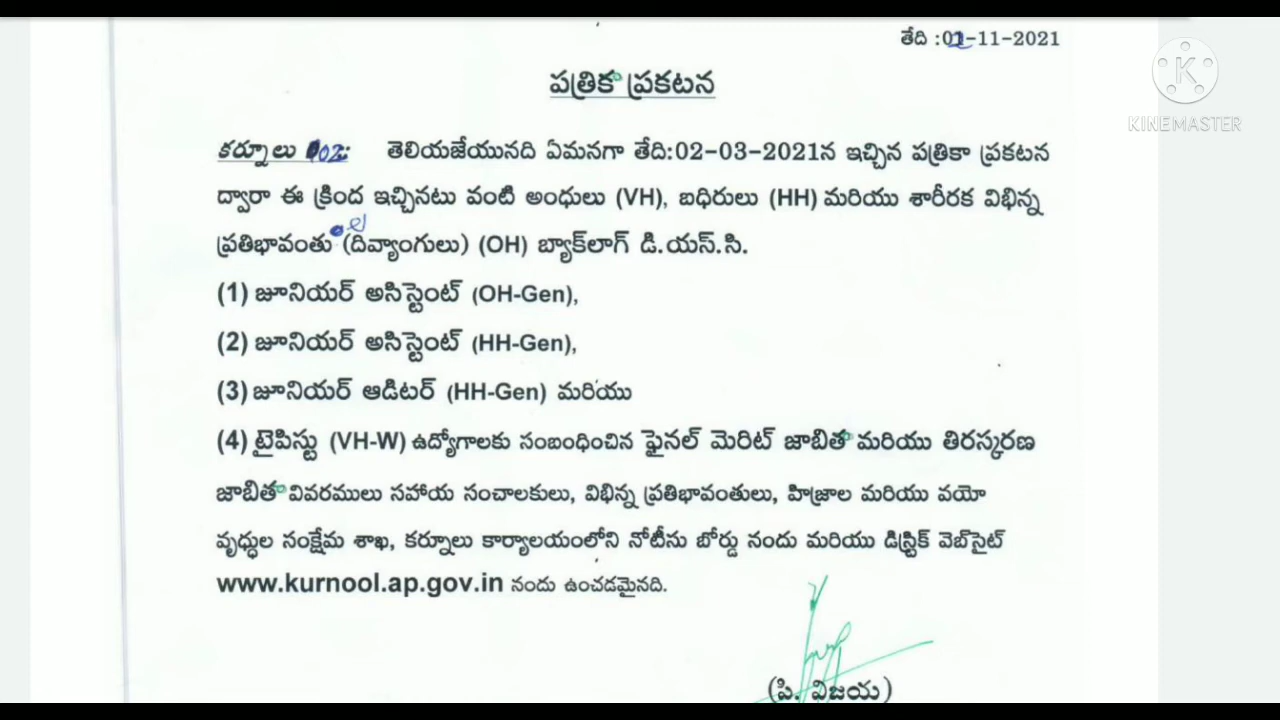 తేది :02-11-2021
పత్రికా ప్రకటన
KINEMASTER
కర్నూలు 02: తెలియజేయునది ఏమనగా తేది:02-03-2021న ఇచ్చిన పత్రికా ప్రకటన
ద్వారా ఈ క్రింద ఇచ్చినటు వంటి అంధులు (VH), బధిరులు (HH) మరియు శారీరక విభిన్న
ప్రతిభావంతుల (దివ్యాంగులు) (OH) బ్యాక్‌లాగ్ డి.యస్.సి.
(1) జూనియర్ అసిస్టెంట్ (OH-Gen),
(2) జూనియర్ అసిస్టెంట్ (HH-Gen),
(3) జూనియర్ ఆడిటర్ (HH-Gen) మరియు
(4) టైపిస్టు (VH-W) ఉద్యోగాలకు సంబంధించిన ఫైనల్ మెరిట్ జాబితా మరియు తిరస్కరణ
జాబితా వివరములు సహాయ సంచాలకులు, విభిన్న ప్రతిభావంతులు, హిజ్రాల మరియు వయో
వృధ్ధుల సంక్షేమ శాఖ, కర్నూలు కార్యాలయంలోని నోటీసు బోర్డు నందు మరియు డిస్ట్రిక్ వెబ్‌సైట్
www.kurnool.ap.gov.in నందు ఉంచడమైనది.
(పి. విజయ)